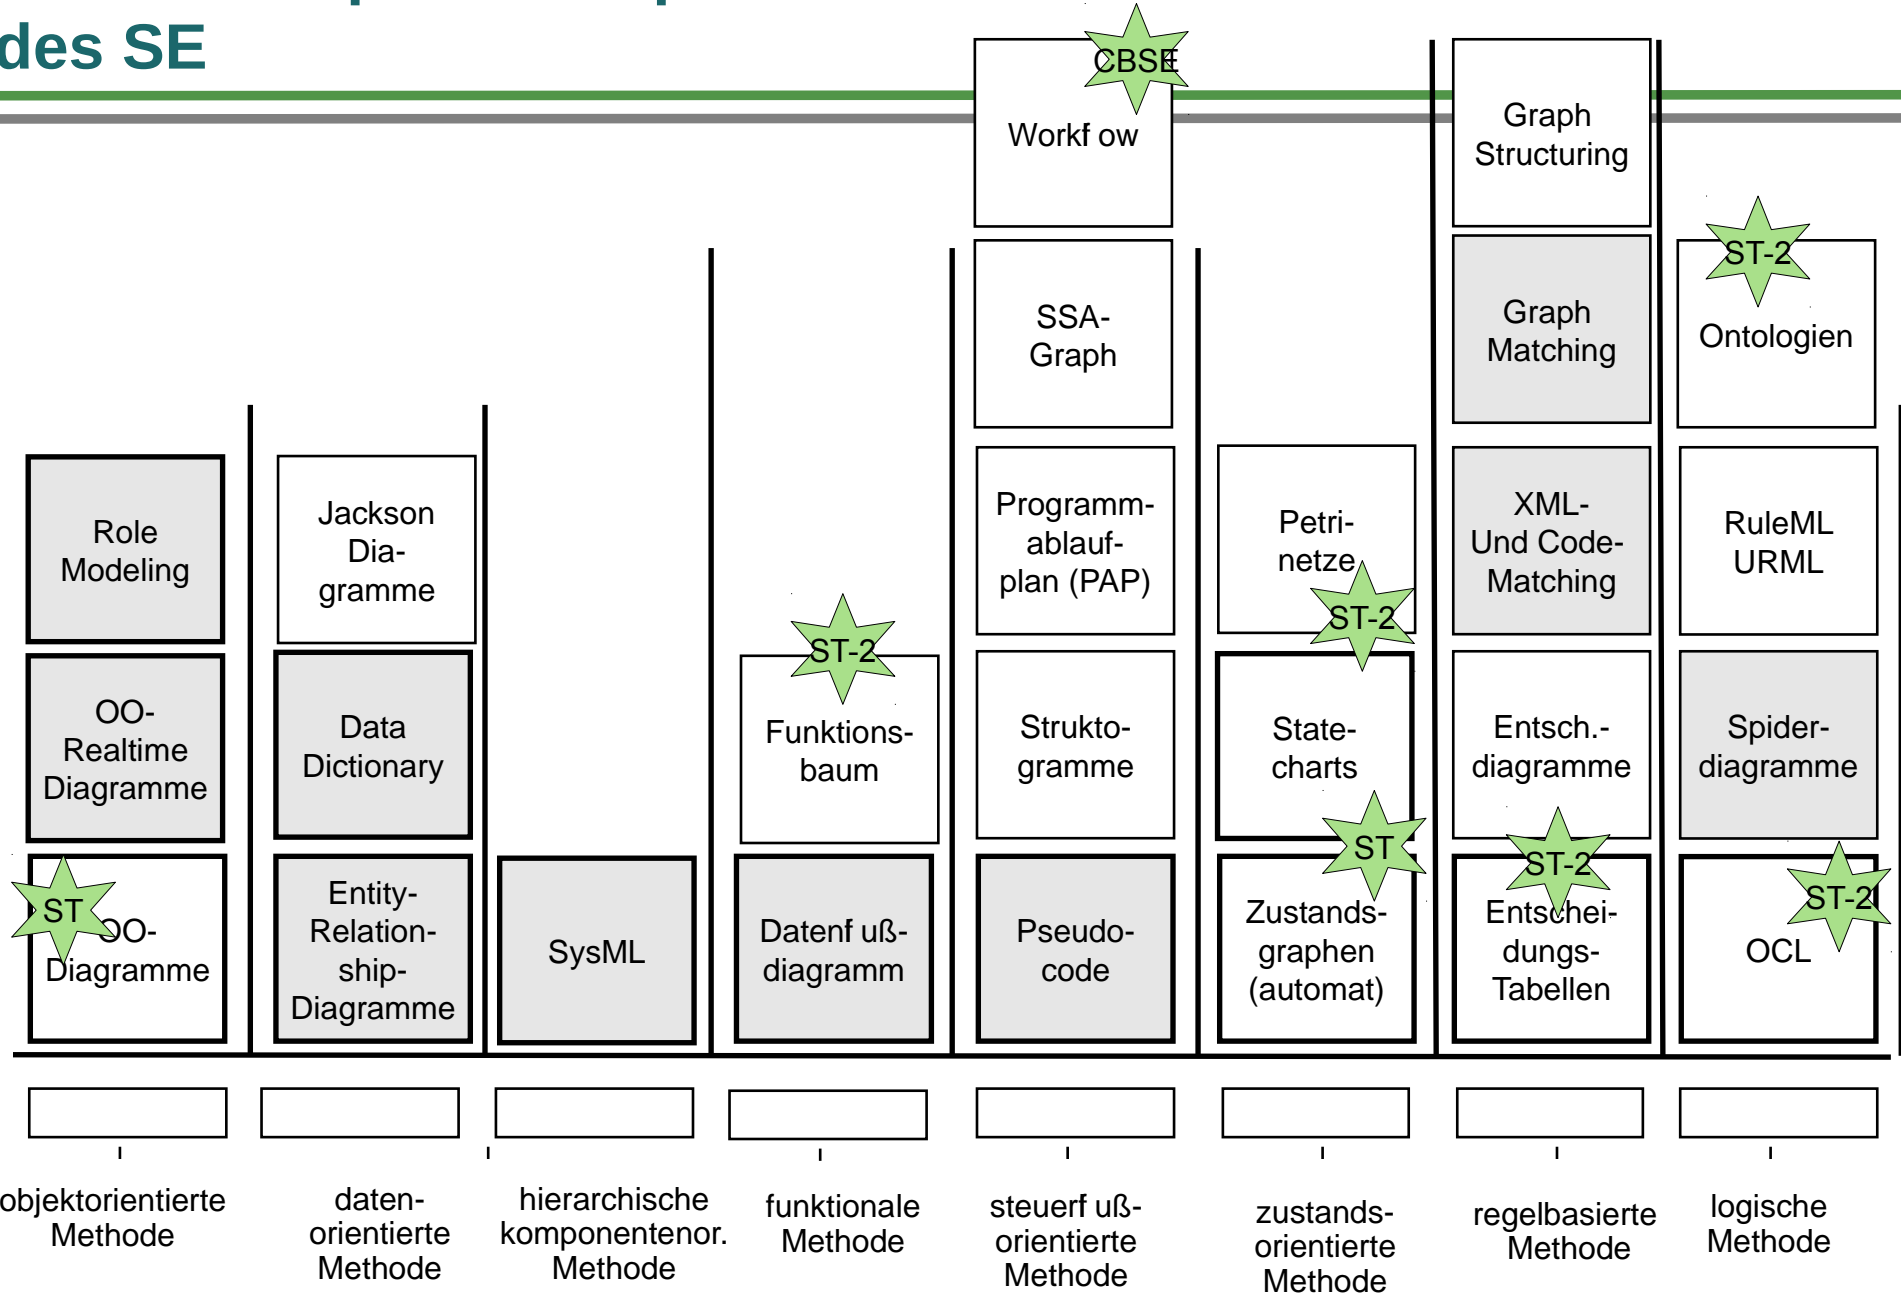 des SE
CBSE
Workf ow
Graph
Structuring
SSA-
Graph
Graph
Matching
ST-2
Ontologien
Role
Modeling
Jackson
Dia-
gramme
Programm-
ablauf-
plan (PAP)
Petri-
netze
ST-2
XML-
Und Code-
Matching
RuleML
URML
OO-
Realtime
Diagramme
Data
Dictionary
ST-2
Funktions-
baum
Strukto-
gramme
State-
charts
Entsch.-
diagramme
Spider-
diagramme
ST
OO-
Diagramme
Entity-
Relation-
ship-
Diagramme
SysML
Datenf uß-
diagramm
Pseudo-
code
ST
Zustands-
graphen
(automat)
ST-2
Entschei-
dungs-
Tabellen
ST-2
OCL
objektorientierte
Methode
daten-
orientierte
Methode
hierarchische
komponentenor.
Methode
funktionale
Methode
steuerf uß-
orientierte
Methode
zustands-
orientierte
Methode
regelbasierte
Methode
logische
Methode